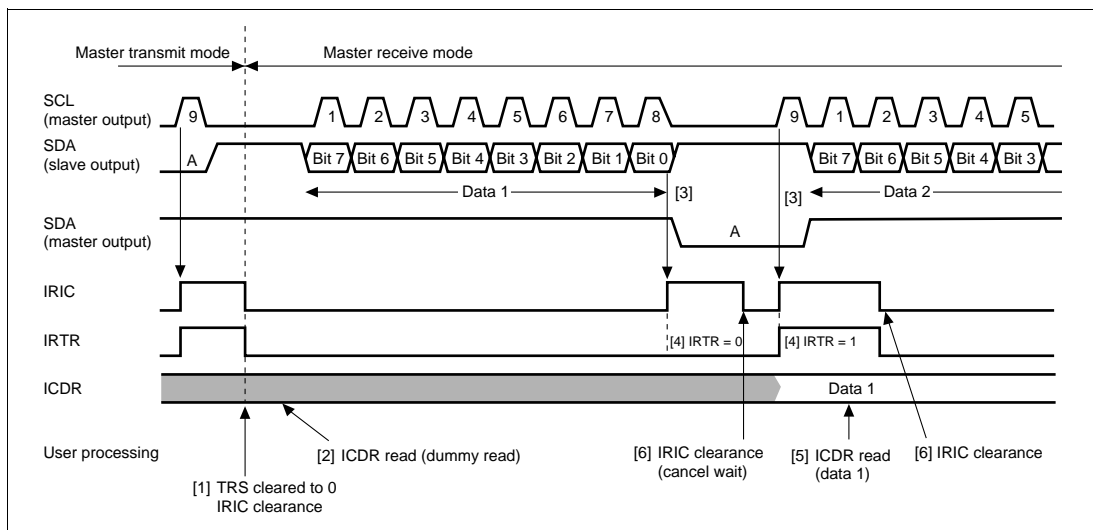 Master transmit mode
Master receive mode
SCL
(master output)
9 1 2 3 4 5 6 7 8 9 1 2 3 4 5
SDA
(slave output)
A Bit 7 Bit 6 Bit 5 Bit 4 Bit 3 Bit 2 Bit 1 Bit 0 Bit 7 Bit 6 Bit 5 Bit 4 Bit 3
Data 1 [3] [3] Data 2
SDA
(master output)
A
IRIC
IRTR
[4] IRTR = 0 [4] IRTR = 1
ICDR
Data 1
User processing
[2] ICDR read (dummy read)
[6] IRIC clearance
(cancel wait)
[5] ICDR read
(data 1)
[6] IRIC clearance
[1] TRS cleared to 0
IRIC clearance